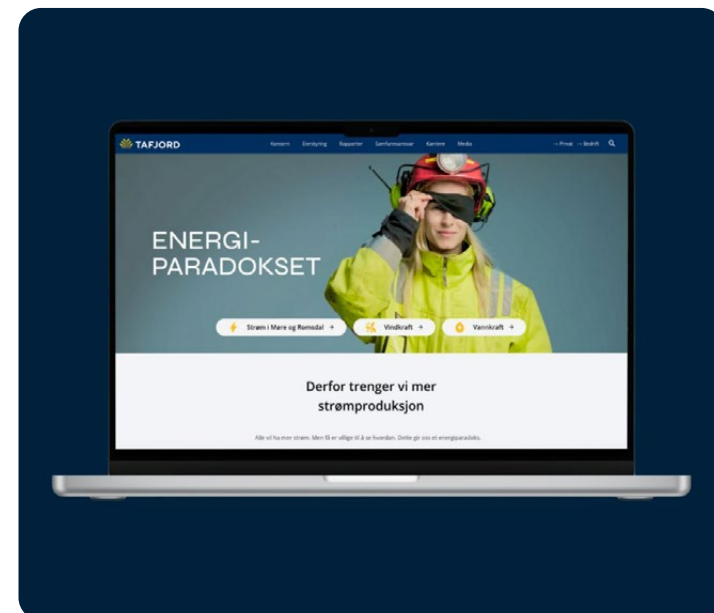 TAFJORD
Konsern Eierstyring Rapporter Samfunnsansvar Karriere Media
→ Privat → Bedrift
ENERGI-
PARADOKSET
Strøm i Møre og Romsdal →
Vindkraft →
Vannkraft →
Derfor trenger vi mer
strømproduksjon
Alle vil ha mer strøm. Men få er villige til å se hvordan. Dette gir oss et energiparadoks.